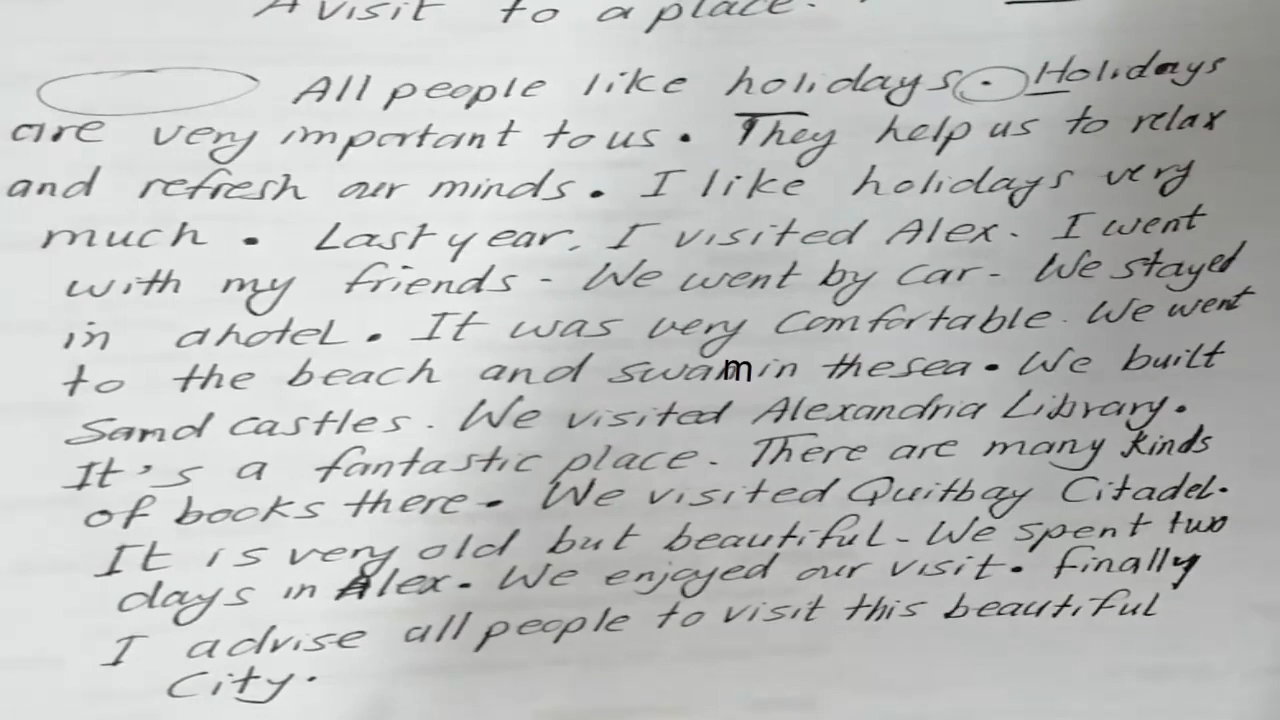 A visit to a place.
All people like holidays. Holidays
are very important to us. They help us to relax
and refresh our minds. I like holidays very
much. Last year, I visited Alex. I went
with my friends - We went by car - We stayed
in a hotel. It was very comfortable. We went
to the beach and swam in the sea. We built
Sand castles. We visited Alexandria Library.
It's a fantastic place. There are many kinds
of books there. We visited Quitbay Citadel.
It is very old but beautiful - We spent two
days in Alex. We enjoyed our visit. Finally
I advise all people to visit this beautiful
City.